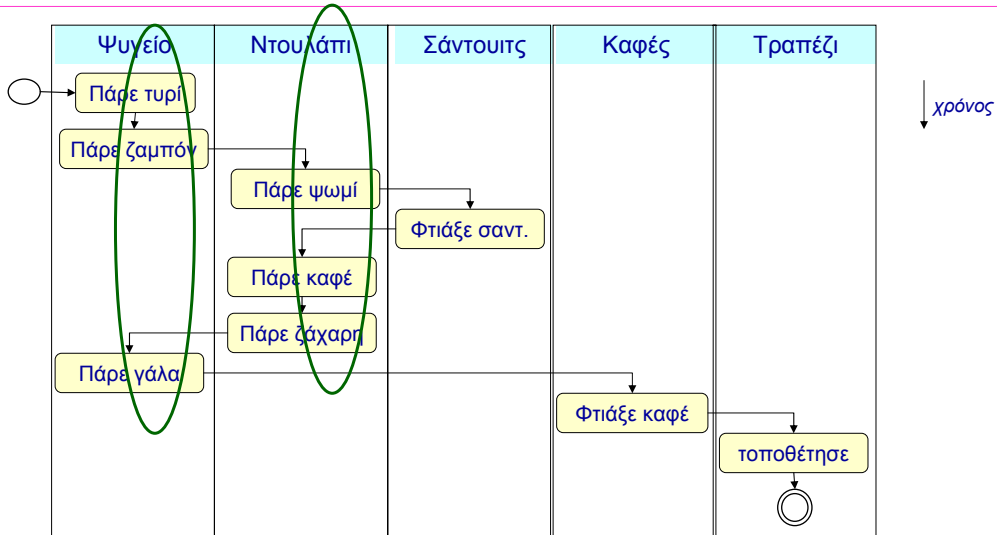 Ψυγείο
Ντουλάπι
Σάντουιτς
Καφές
Τραπέζι
Πάρε τυρί
χρόνος
Πάρε ζαμπόν
Πάρε ψωμί
Φτιάξε σαντ.
Πάρε καφέ
Πάρε ζάχαρη
Πάρε γάλα
Φτιάξε καφέ
τοποθέτησε